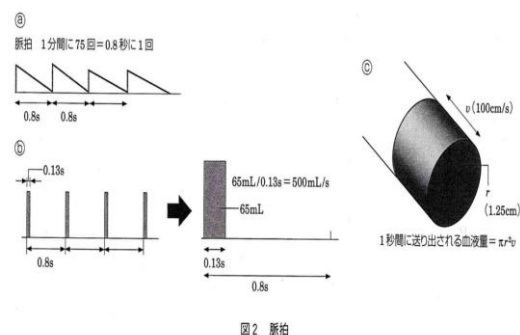 ⓐ
脈拍 1分間に75回=0.8秒に1回
0.8s 0.8s
ⓑ
0.13s
0.8s
65mL/0.13s=500mL/s
65mL
0.13s
0.8s
ⓒ
v(100cm/s)
r
(1.25cm)
1秒間に送り出される血液量=πr²v
図2 脈拍